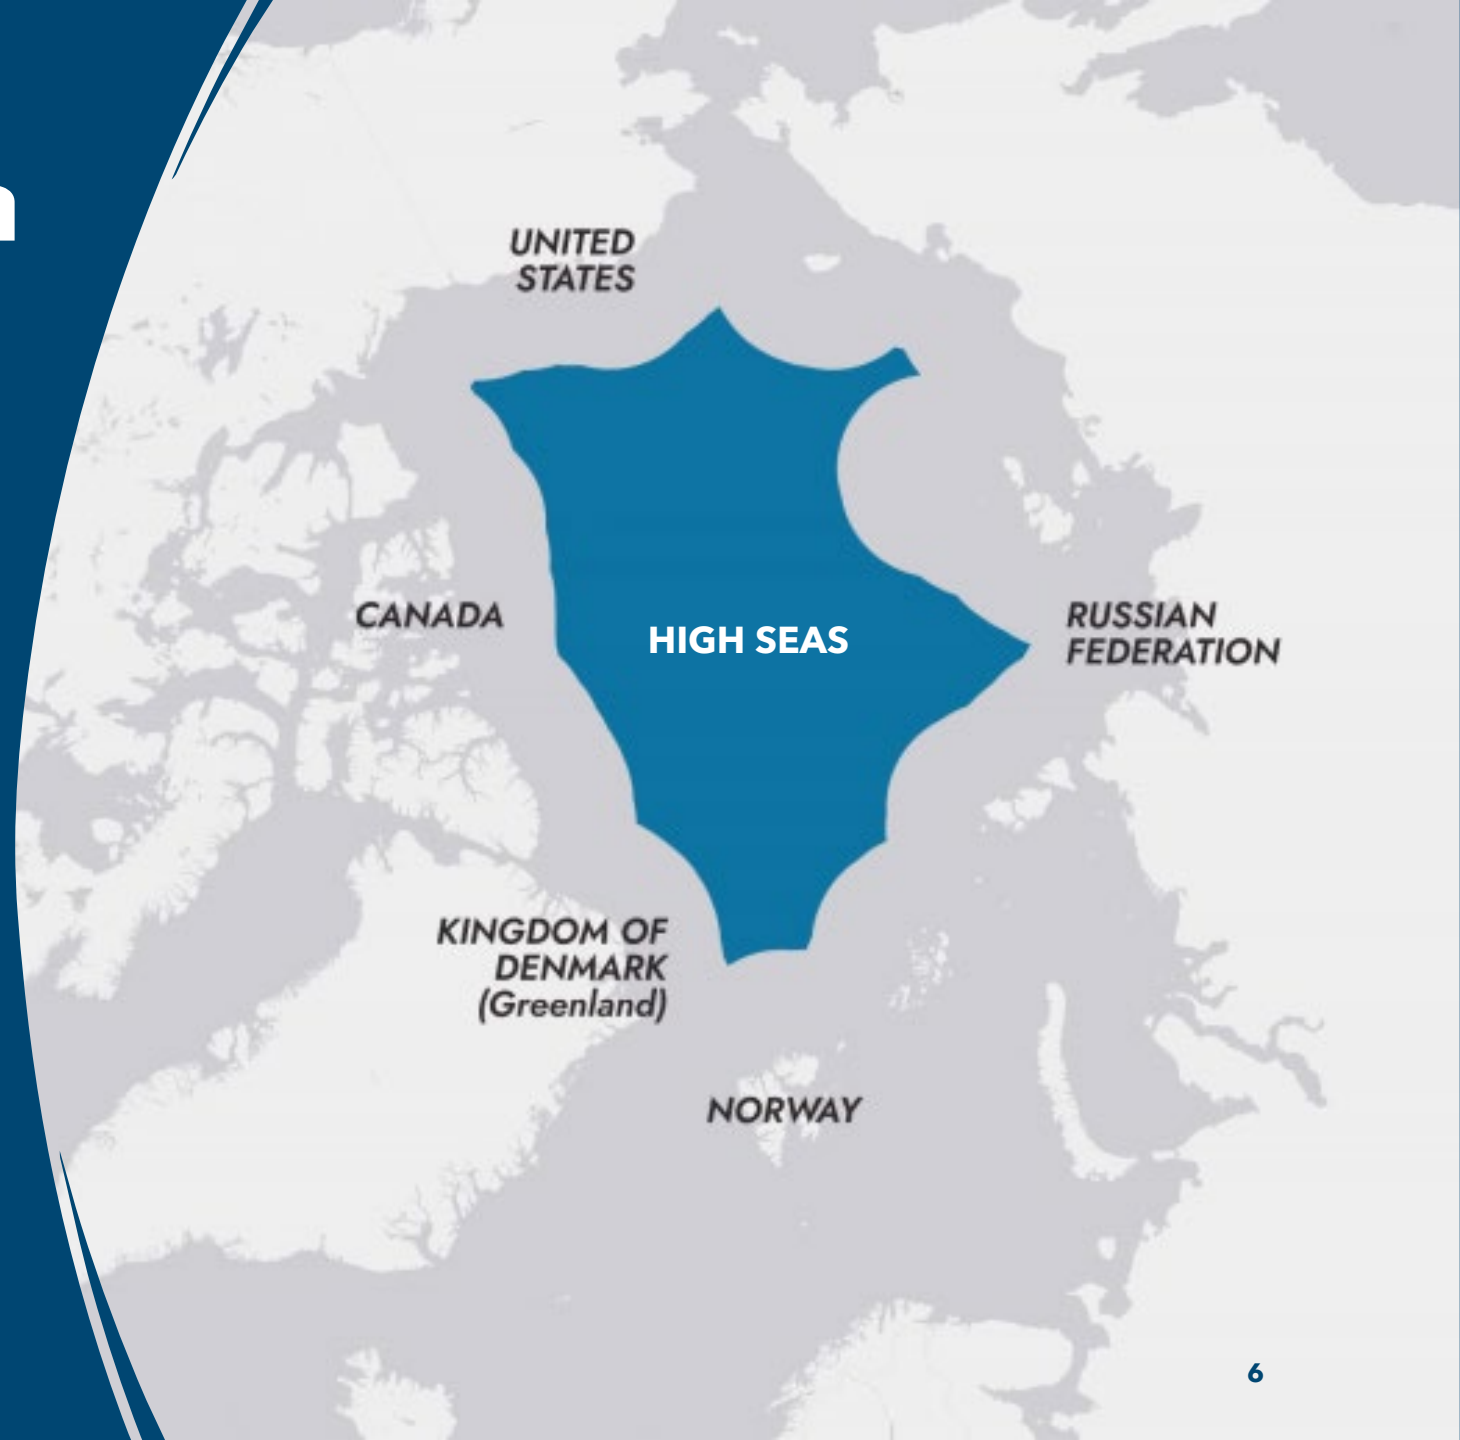 UNITED
STATES
CANADA
HIGH SEAS
RUSSIAN
FEDERATION
KINGDOM OF
DENMARK
(Greenland)
NORWAY
6